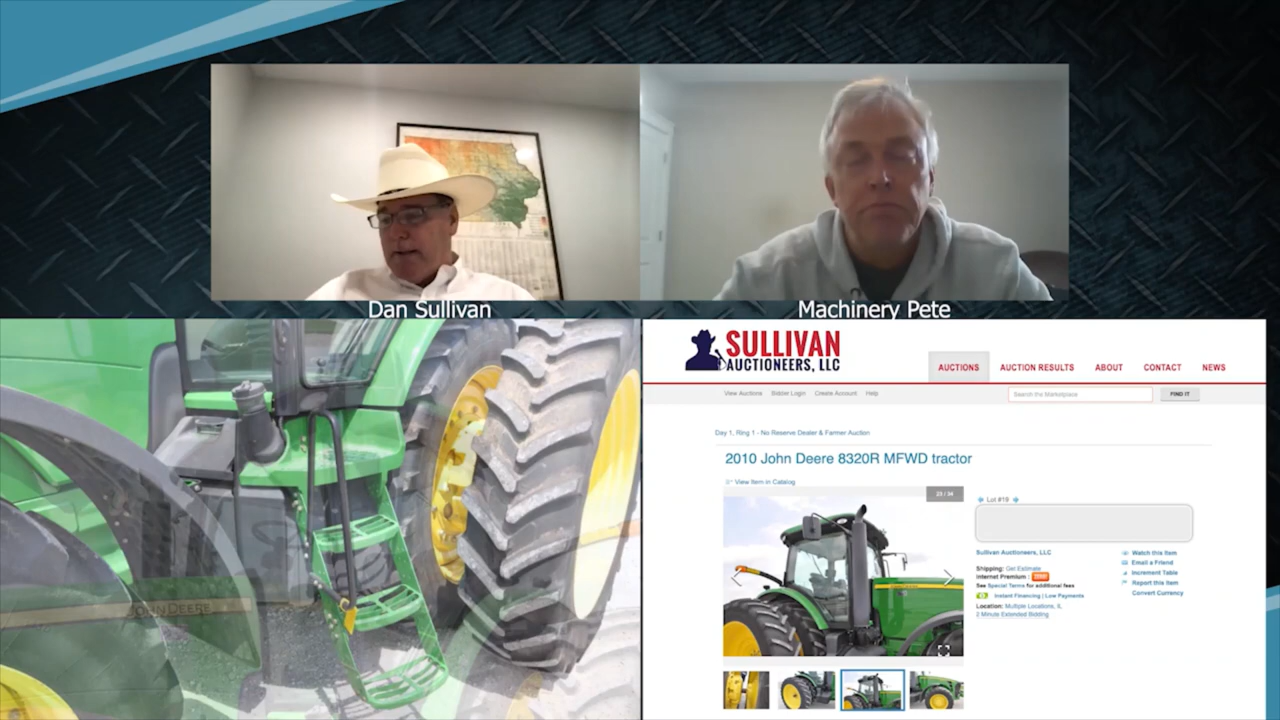 Dan Sullivan
Machinery Pete
SULLIVAN
AUCTIONEERS, LLC
AUCTIONS
AUCTION RESULTS
ABOUT
CONTACT
NEWS
View Auctions
Bidder Login
Create Account
Help
Search the Marketplace
FIND IT
Day 1, Ring 1 - No Reserve Dealer & Farmer Auction
2010 John Deere 8320R MFWD tractor
View Item in Catalog
23 / 34
Lot #19
Sullivan Auctioneers, LLC
Shipping: Get Estimate
Internet Premium :
See Special Terms for additional fees
Instant Financing | Low Payments
Location: Multiple Locations, IL
2 Minute Extended Bidding
Watch this Item
Email a Friend
Increment Table
Report this Item
Convert Currency
JOHN DEERE